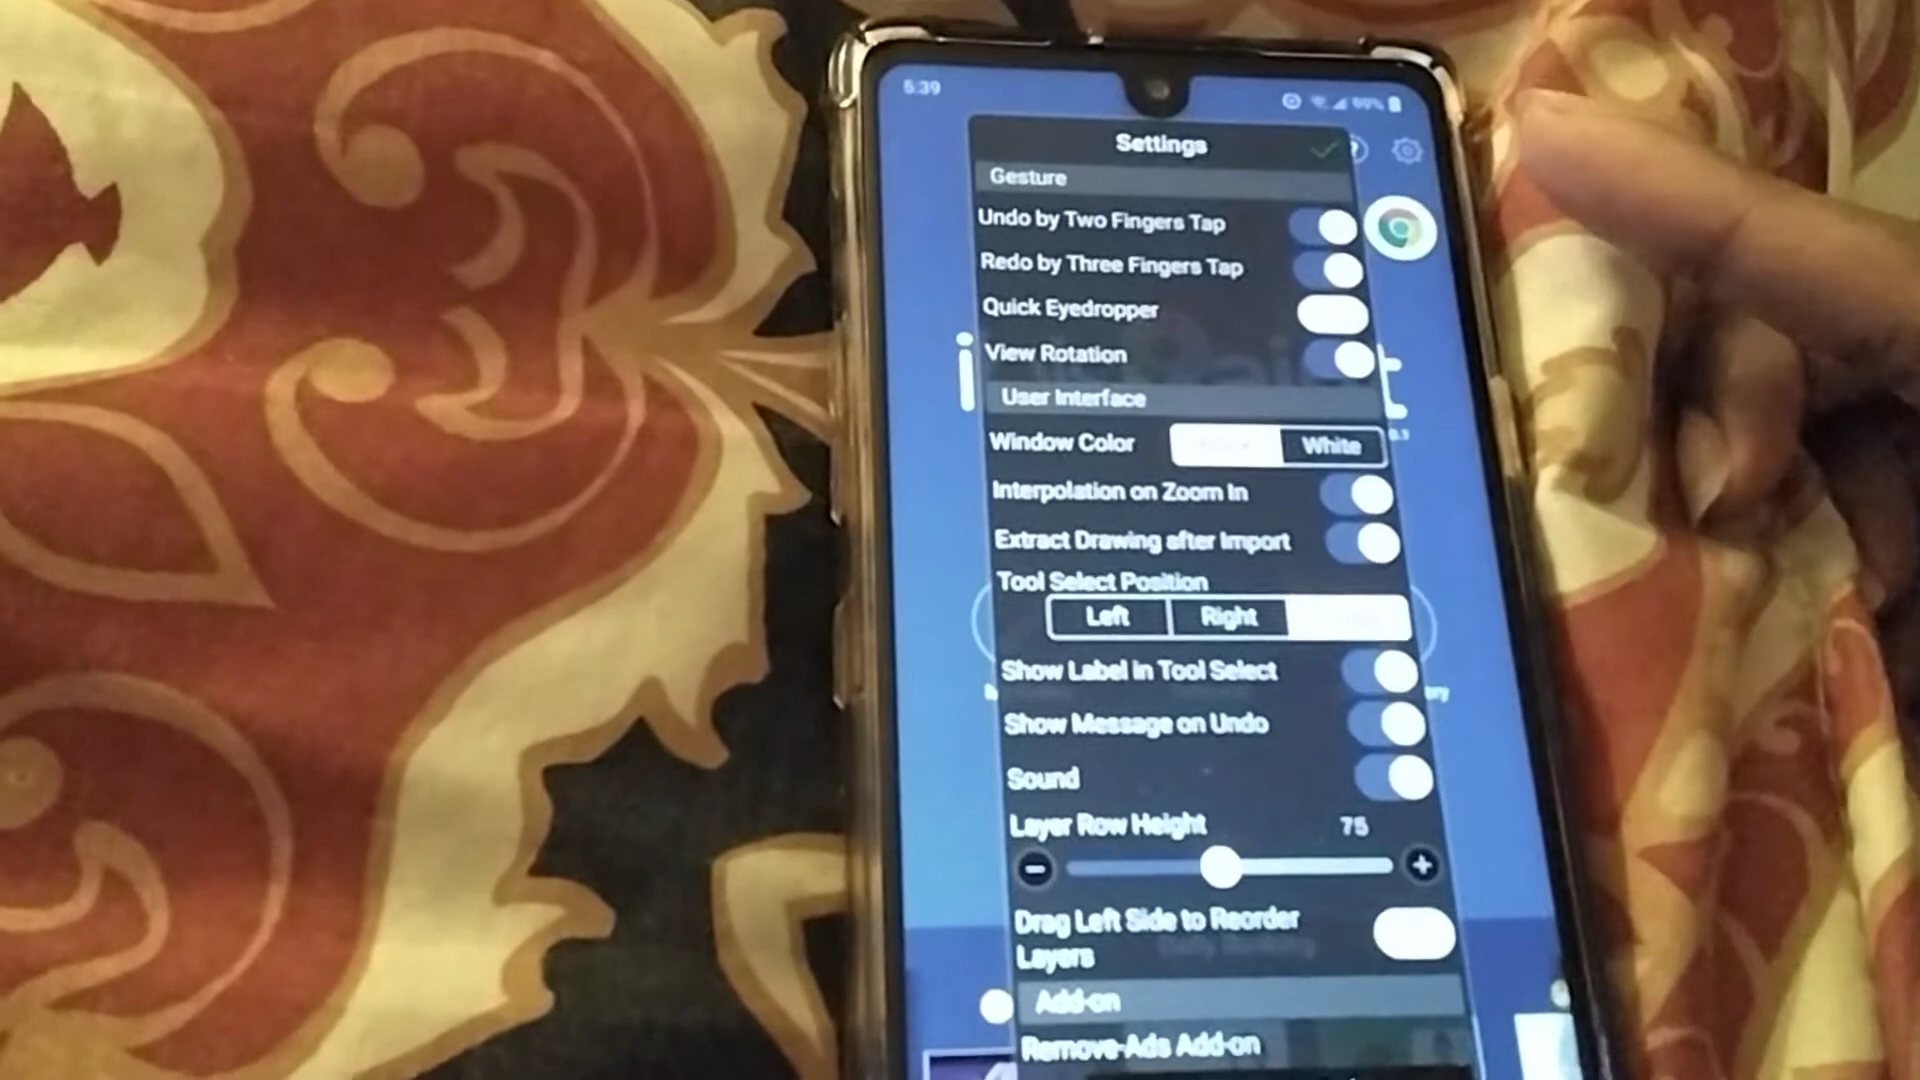 5:39
99%
Settings
Gesture
Undo by Two Fingers Tap
Redo by Three Fingers Tap
Quick Eyedropper
View Rotation
User Interface
Window Color
White
Interpolation on Zoom In
Extract Drawing after Import
Tool Select Position
Left Right
Show Label in Tool Select
Show Message on Undo
Sound
Layer Row Height 75
Drag Left Side to Reorder
Layers
Add-on
Remove-Ads Add-on